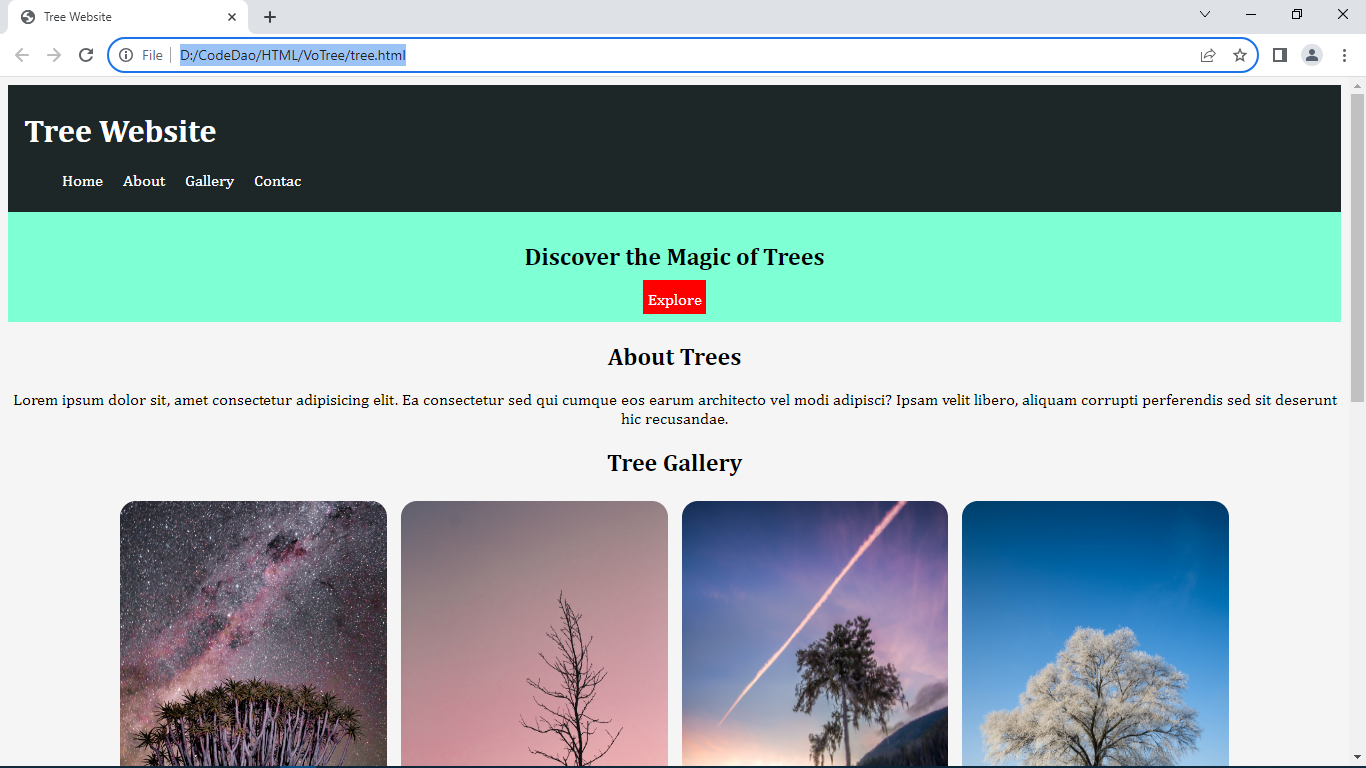 Tree Website
File
D:/CodeDao/HTML/VoTree/tree.html
Tree Website
Home About Gallery Contac
Discover the Magic of Trees
Explore
About Trees
Lorem ipsum dolor sit, amet consectetur adipisicing elit. Ea consectetur sed qui cumque eos earum architecto vel modi adipisci? Ipsam velit libero, aliquam corrupti perferendis sed sit deserunt
hic recusandae.
Tree Gallery